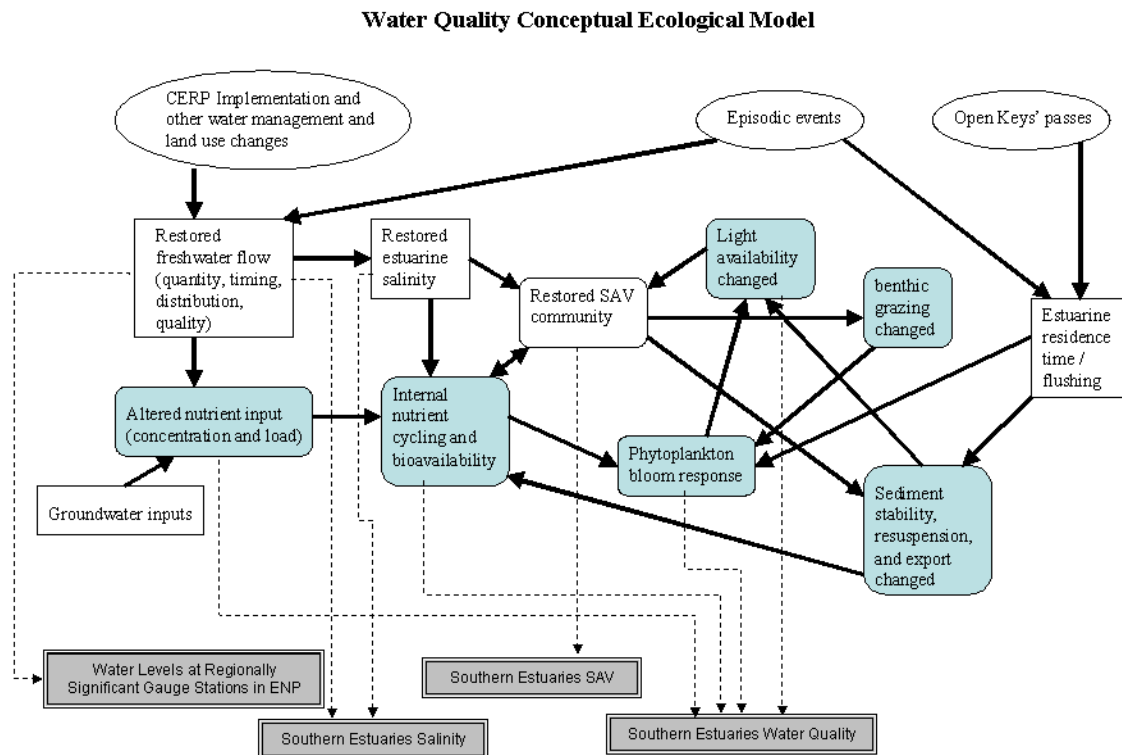 Water Quality Conceptual Ecological Model
CERP Implementation and
other water management and
land use changes
Episodic events
Open Keys' passes
Restored
freshwater flow
(quantity, timing,
distribution,
quality)
Restored
estuarine
salinity
Light
availability
changed
Restored SAV
community
benthic
grazing
changed
Estuarine
residence
time /
flushing
Altered nutrient input
(concentration and load)
Internal
nutrient
cycling and
bioavailability
Phytoplankton
bloom response
Sediment
stability,
resuspension,
and export
changed
Groundwater inputs
Water Levels at Regionally
Significant Gauge Stations in ENP
Southern Estuaries SAV
Southern Estuaries Salinity
Southern Estuaries Water Quality